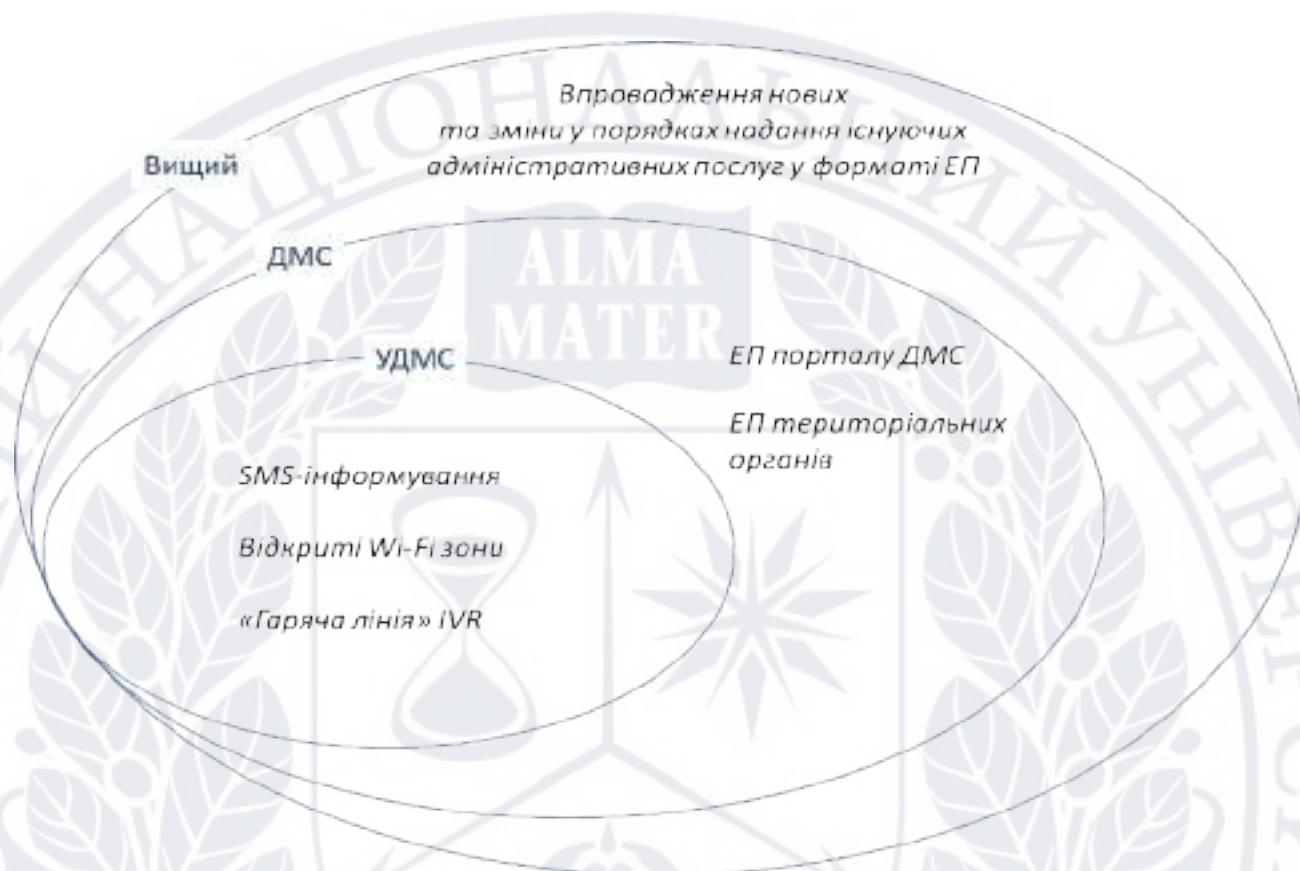 Впровадження нових
та зміни у порядках надання існуючих
адміністративних послуг у форматі ЕП
Вищий
ДМС
УДМС
ЕП порталу ДМС
ЕП територіальних
органів
SMS-інформування
Відкриті Wi-Fi зони
«Гаряча лінія» IVR
ALMA
MATER
НАЦІОНАЛЬНИЙ